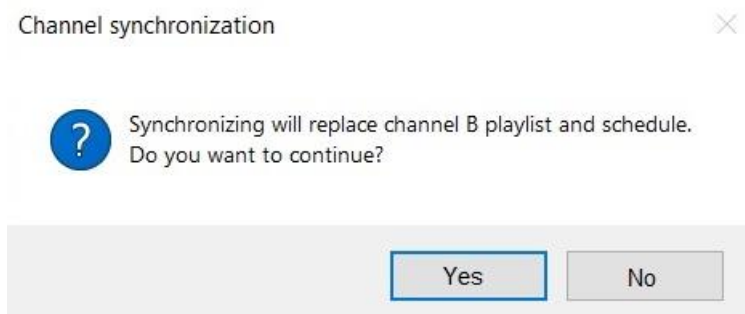 Channel synchronization
Synchronizing will replace channel B playlist and schedule.
Do you want to continue?
Yes
No